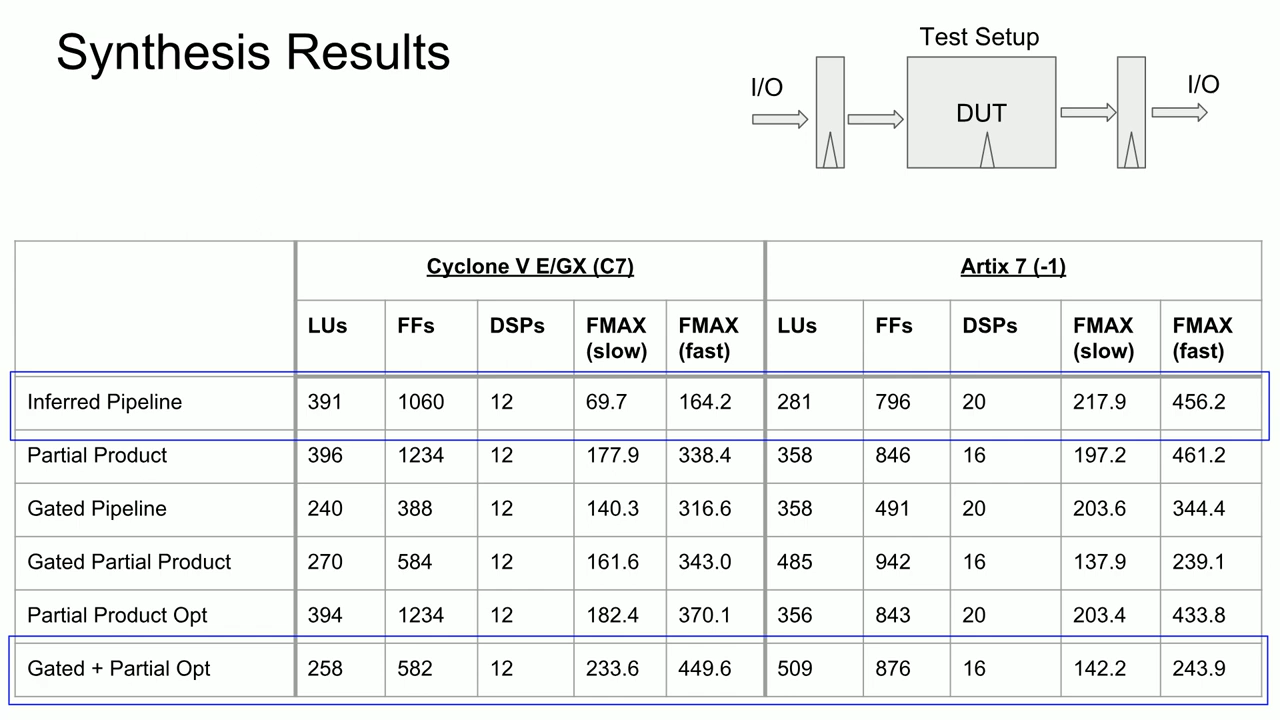 Synthesis Results
Test Setup
I/O
DUT
I/O
Cyclone V E/GX (C7) Artix 7 (-1)
LUs FFs DSPs FMAX (slow) FMAX (fast) LUs FFs DSPs FMAX (slow) FMAX (fast)
Inferred Pipeline 391 1060 12 69.7 164.2 281 796 20 217.9 456.2
Partial Product 396 1234 12 177.9 338.4 358 846 16 197.2 461.2
Gated Pipeline 240 388 12 140.3 316.6 358 491 20 203.6 344.4
Gated Partial Product 270 584 12 161.6 343.0 485 942 16 137.9 239.1
Partial Product Opt 394 1234 12 182.4 370.1 356 843 20 203.4 433.8
Gated + Partial Opt 258 582 12 233.6 449.6 509 876 16 142.2 243.9